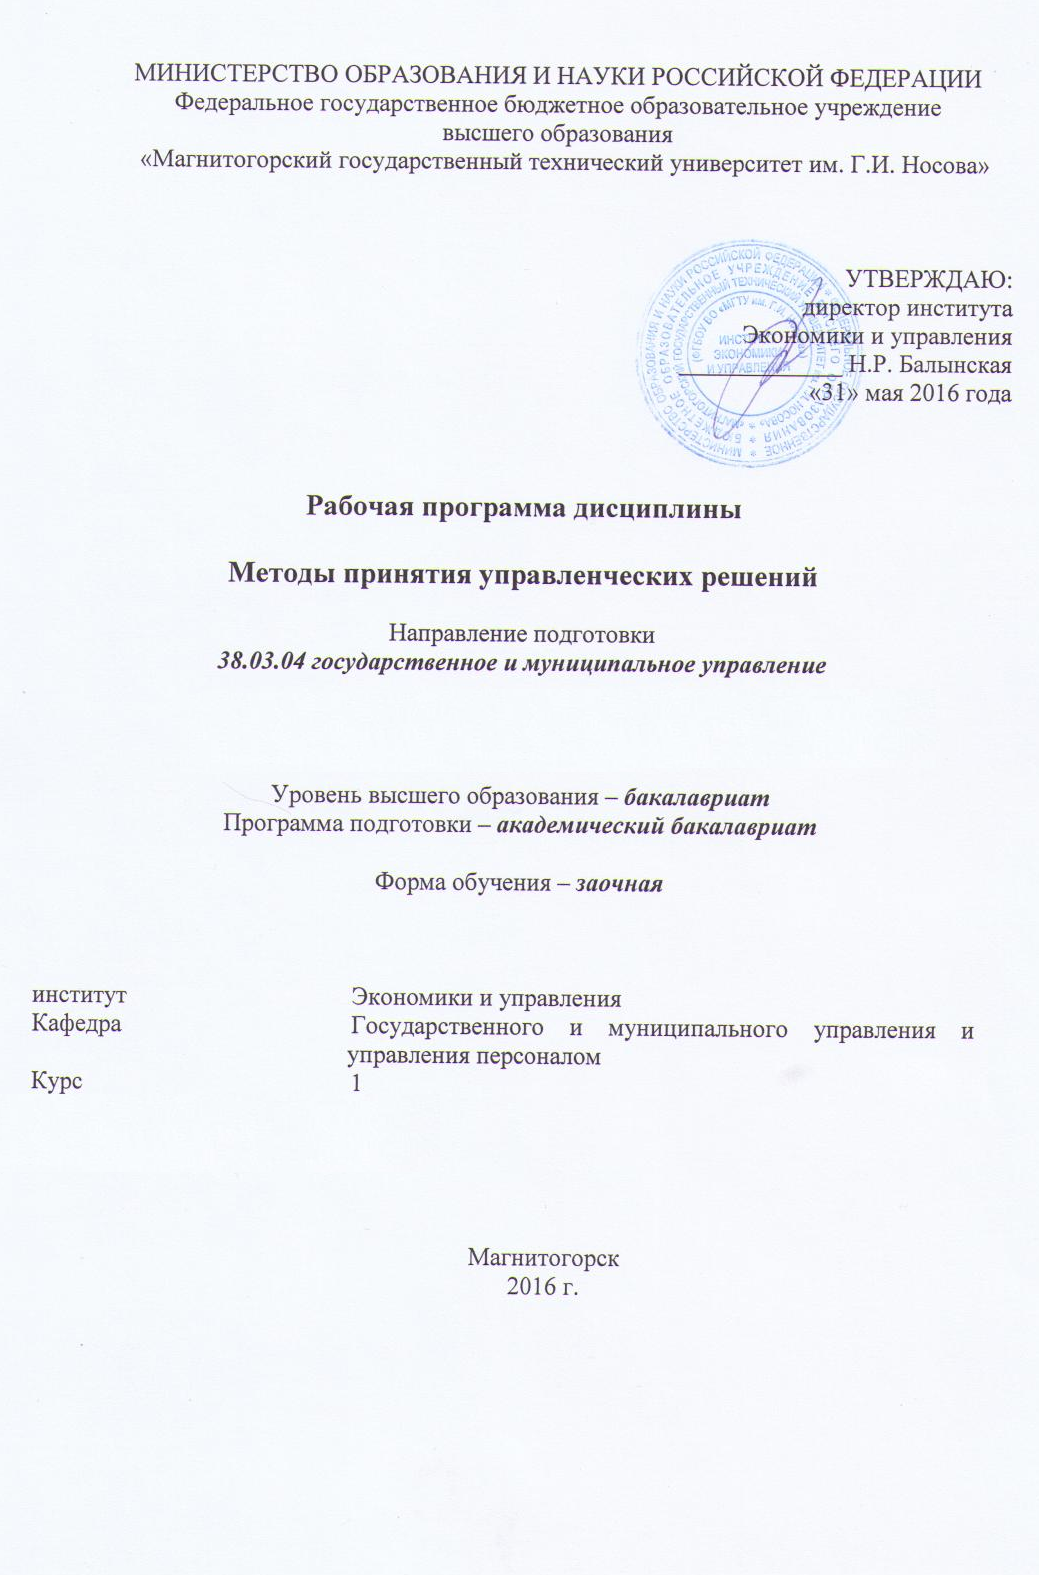 МИНИСТЕРСТВО ОБРАЗОВАНИЯ И НАУКИ РОССИЙСКОЙ ФЕДЕРАЦИИ
Федеральное государственное бюджетное образовательное учреждение
высшего образования
«Магнитогорский государственный технический университет им. Г.И. Носова»
УТВЕРЖДАЮ:
директор института
Экономики и управления
Н.Р. Балынская
«31» мая 2016 года
ЭКОНОМИКИ
И УПРАВЛЕНИЯ
Рабочая программа дисциплины
Методы принятия управленческих решений
Направление подготовки
38.03.04 государственное и муниципальное управление
Уровень высшего образования – бакалавриат
Программа подготовки – академический бакалавриат
Форма обучения – заочная
институт Экономики и управления
Кафедра Государственного и муниципального управления и
управления персоналом
Курс 1
Магнитогорск
2016 г.